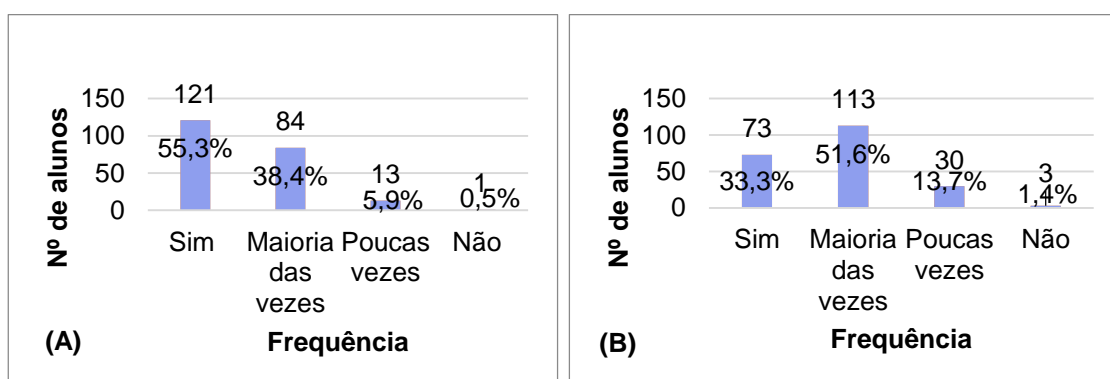 Nº de alunos
150
100
50
0
121
55,3%
84
38,4%
13
5,9%
1
0,5%
Sim
Maioria das vezes
Poucas vezes
Não
Frequência
(A)
Nº de alunos
150
100
50
0
73
33,3%
113
51,6%
30
13,7%
3
1,4%
Sim
Maioria das vezes
Poucas vezes
Não
Frequência
(B)